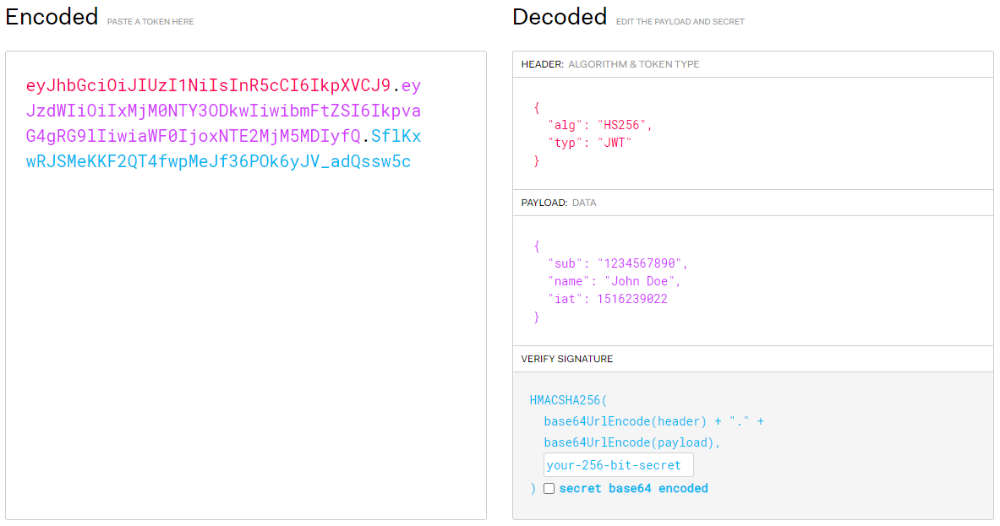 Encoded PASTE A TOKEN HERE
eyJhbGciOiJIUzI1NiIsInR5cCI6IkpXVCJ9.ey
JzdWIiOiIxMjM0NTY3ODkwIiwibmFtZSI6Ikpva
G4gRG9lIiwiaWF0IjoxNTE2MjM5MDIyfQ.SflKx
wRJSMeKKF2QT4fwpMeJf36POk6yJV_adQssw5c
Decoded EDIT THE PAYLOAD AND SECRET
HEADER: ALGORITHM & TOKEN TYPE
{
"alg": "HS256",
"typ": "JWT"
}
PAYLOAD: DATA
{
"sub": "1234567890",
"name": "John Doe",
"iat": 1516239022
}
VERIFY SIGNATURE
HMACSHA256(
base64UrlEncode(header) + "." +
base64UrlEncode(payload),
your-256-bit-secret
) secret base64 encoded